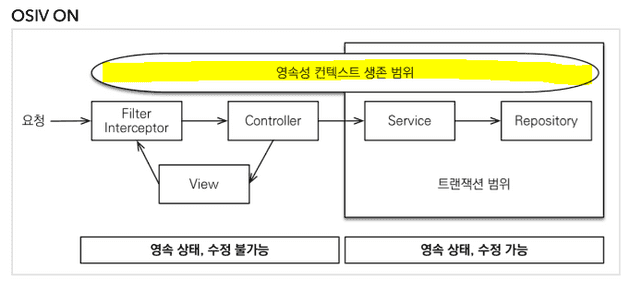 OSIV ON
영속성 컨텍스트 생존 범위
요청
Filter
Interceptor
Controller
Service
Repository
View
트랜잭션 범위
영속 상태, 수정 불가능
영속 상태, 수정 가능